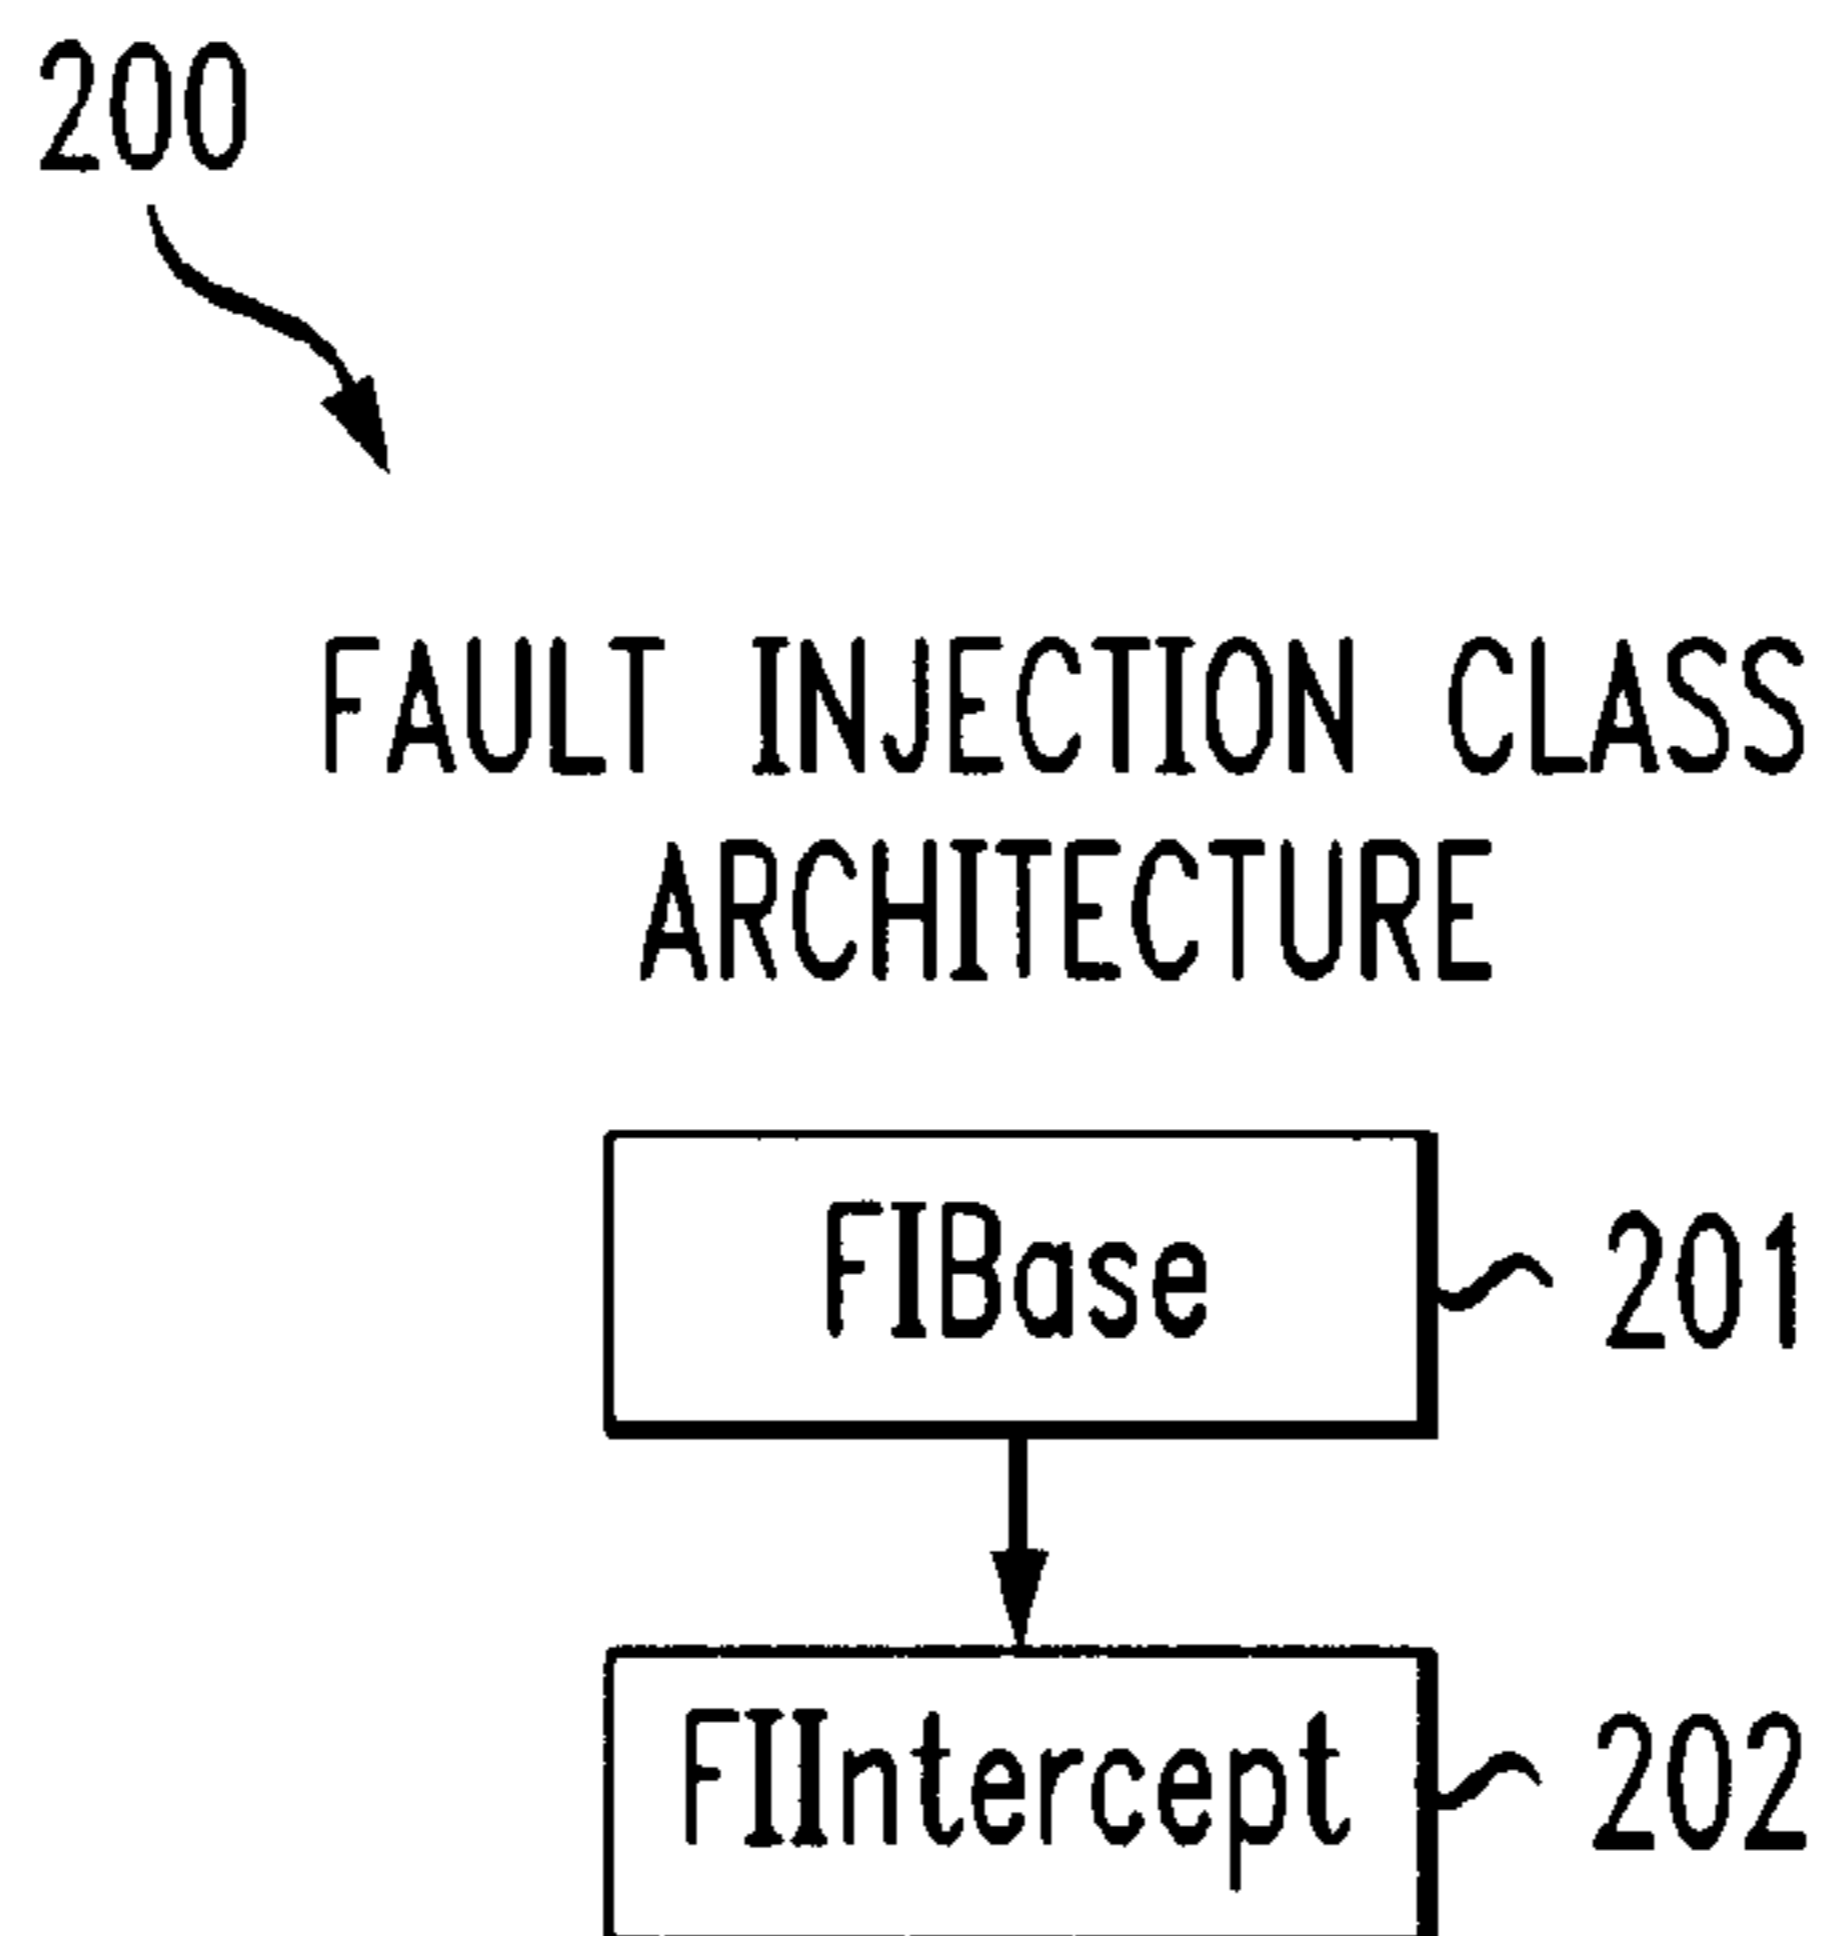 200
FAULT INJECTION CLASS
ARCHITECTURE
FIBase
201
FIIntercept
202